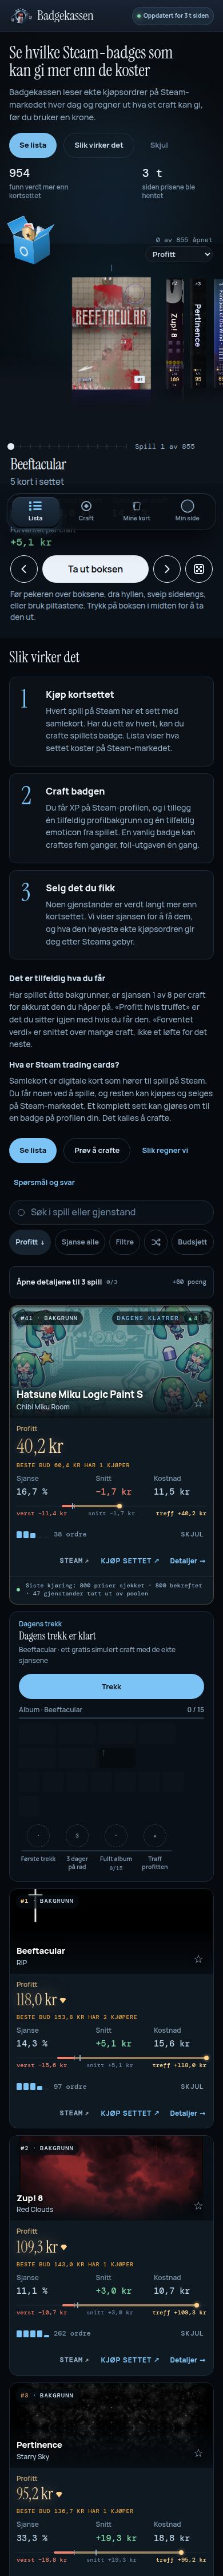 Badgekassen
Oppdatert for 3 t siden
Se hvilke Steam-badges som
kan gi mer enn de koster
Badgekassen leser ekte kjøpsordre på Steam-
markedet hver dag og regner ut hva et craft kan gi,
før du bruker en krone.
Se lista
Slik virker det
Skjul
954
funn verdt mer enn
kortsettet
3 t
siden prisene ble
hentet
0 av 855 åpnet
Profitt
BEEFTACULAR
Zup! 8
Pertinence
Spill 1 av 855
Beeftacular
5 kort i settet
Lista
Craft
Mine kort
Min side
+5,1 kr
Ta ut boksen
Før pekeren over boksene, dra hyllen, sveip sidelengs,
eller bruk piltastene. Trykk på boksen i midten for å ta
den ut.
Slik virker det
1
Kjøp kortsettet
Hvert spill på Steam har et sett med
samlekort. Har du et av hvert, kan du
crafte spillets badge. Lista viser hva
settet koster på Steam-markedet.
2
Craft badgen
Du får XP på Steam-profilen, og i tillegg
én tilfeldig profilbakgrunn og én tilfeldig
emoticon fra spillet. En vanlig badge kan
craftes fem ganger, foil-utgaven én gang.
3
Selg det du fikk
Noen gjenstander er verdt langt mer enn
kortsettet. Vi viser sjansen for å få dem,
og hva den høyeste ekte kjøpsordren gir
deg etter Steams gebyr.
Det er tilfeldig hva du får
Har spillet åtte bakgrunner, er sjansen 1 av 8 per craft
for akkurat den du håper på. «Profitt hvis truffet» er
det du sitter igjen med hvis du får den. «Forventet
verdi» er snittet over mange craft, ikke et løfte for det
neste.
Hva er Steam trading cards?
Samlekort er digitale kort som hører til spill på Steam.
Du får noen ved å spille, og resten kan kjøpes og selges
på Steam-markedet. Et komplett sett kan gjøres om til
en badge på profilen din. Det kalles å crafte.
Se lista
Prøv å crafte
Slik regner vi
Spørsmål og svar
Søk i spill eller gjenstand
Profitt ↓
Sjanse alle
Filtre
Budsjett
Åpne detaljene til 3 spill 0/3
+60 poeng
#41 · BAKGRUNN
DAGENS KLATRER
Hatsune Miku Logic Paint S
Chibi Miku Room
Profitt
40,2 kr
BESTE BUD 60,4 KR HAR 1 KJØPER
Sjanse
Snitt
Kostnad
16,7 %
−1,7 kr
11,5 kr
verst −11,4 kr
snitt −1,7 kr
treff +40,2 kr
38 ordre
SKJUL
STEAM ↗
KJØP SETTET ↗
Detaljer →
Siste kjøring: 900 priser sjekket · 800 bekreftet
· 47 gjenstander tatt ut av poolen
Dagens trekk
Dagens trekk er klart
Beeftacular · ett gratis simulert craft med de ekte
sjansene
Trekk
Album · Beeftacular
0 / 15
Første trekk
3
3 dager
på rad
Fullt album
0/15
Traff
profitten
#1 · BAKGRUNN
Beeftacular
RIP
Profitt
118,0 kr
BESTE BUD 153,8 KR HAR 2 KJØPERE
Sjanse
Snitt
Kostnad
14,3 %
+5,1 kr
15,6 kr
verst −15,6 kr
snitt +5,1 kr
treff +118,0 kr
97 ordre
SKJUL
STEAM ↗
KJØP SETTET ↗
Detaljer →
#2 · BAKGRUNN
Zup! 8
Red Clouds
Profitt
109,3 kr
BESTE BUD 143,0 KR HAR 1 KJØPER
Sjanse
Snitt
Kostnad
11,1 %
+3,0 kr
10,7 kr
verst −10,7 kr
snitt +3,0 kr
treff +109,3 kr
262 ordre
SKJUL
STEAM ↗
KJØP SETTET ↗
Detaljer →
#3 · BAKGRUNN
Pertinence
Starry Sky
Profitt
95,2 kr
BESTE BUD 136,7 KR HAR 1 KJØPER
Sjanse
Snitt
Kostnad
33,3 %
+19,3 kr
18,8 kr
verst −18,8 kr
snitt +19,3 kr
treff +95,2 kr